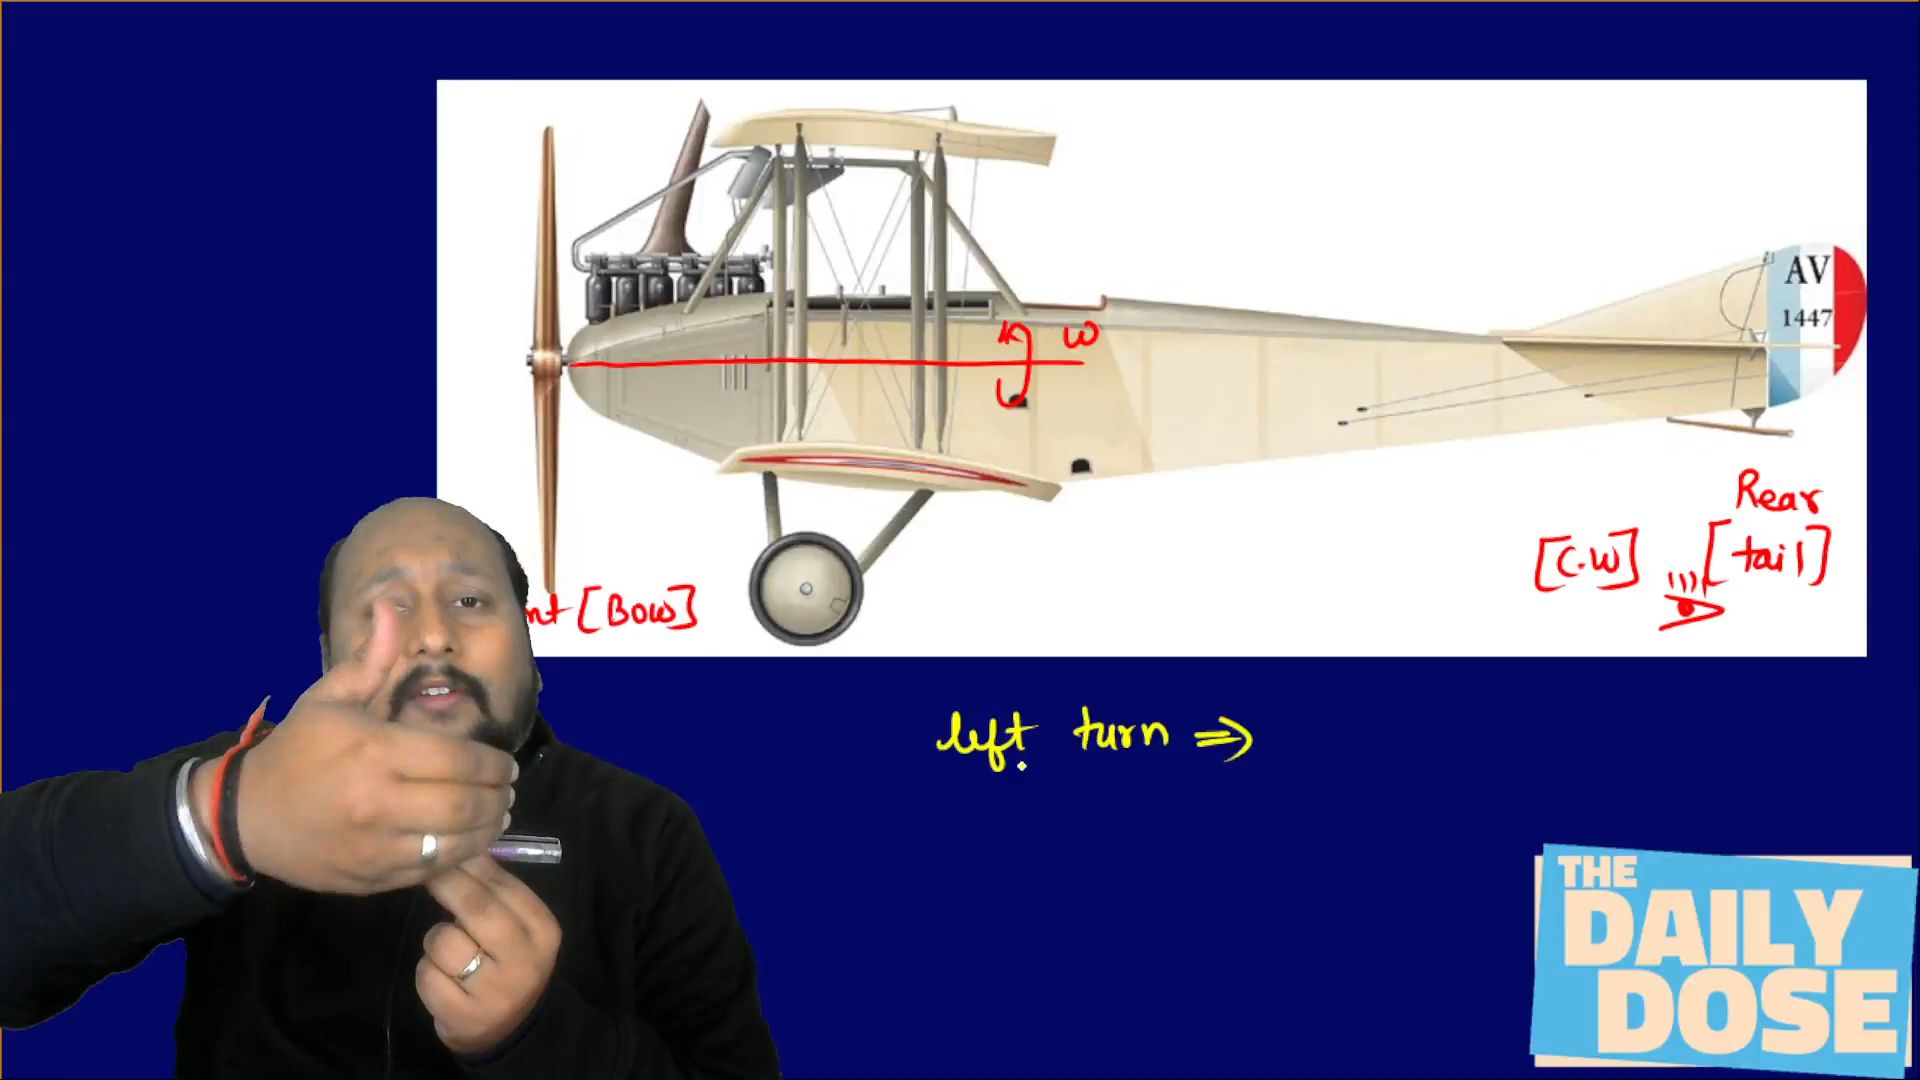 AV
1447
ω
Rear
[C.W] [tail]
nt [Bow]
left turn ⇒
THE
DAILY
DOSE